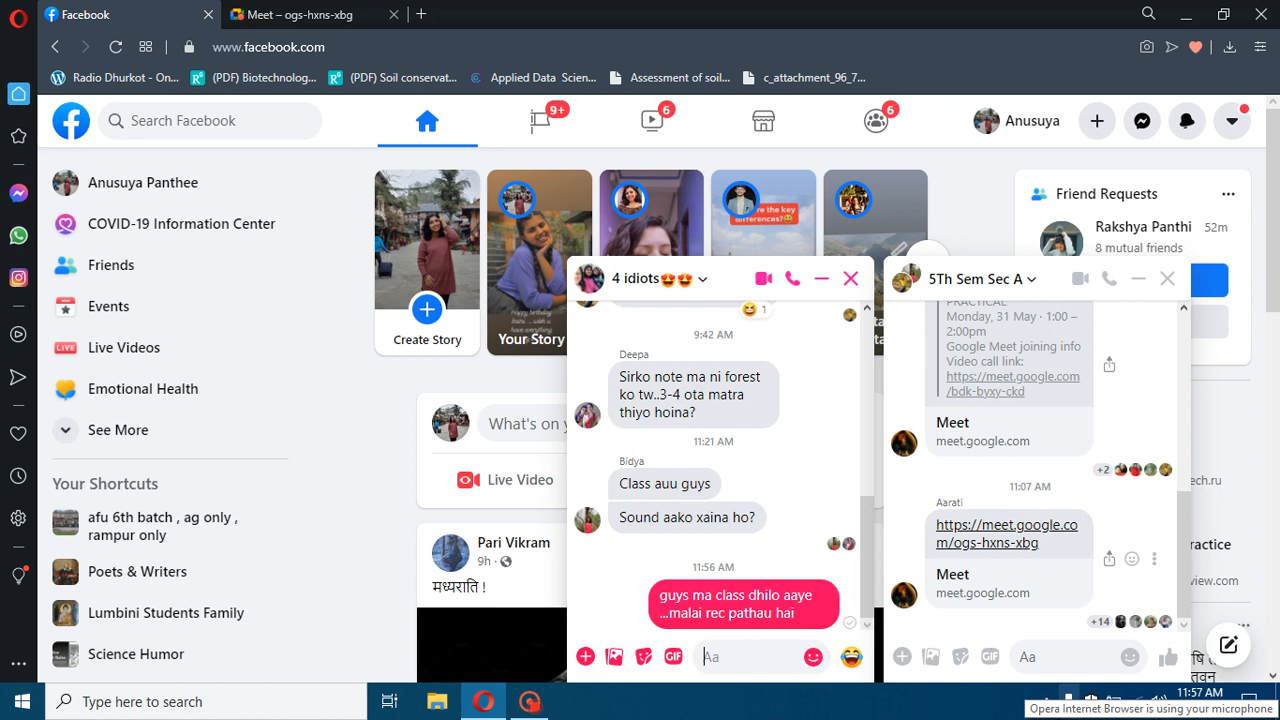 Facebook
Meet – ogs-hxns-xbg
www.facebook.com
Radio Dhurkot - On...
(PDF) Biotechnolog...
(PDF) Soil conservat...
Applied Data Scien...
Assessment of soil...
c_attachment_96_7...
Search Facebook
9+
6
6
Anusuya
Anusuya Panthee
COVID-19 Information Center
Friends
Events
LIVE
Live Videos
Emotional Health
See More
Your Shortcuts
afu 6th batch , ag only ,
rampur only
Poets & Writers
Lumbini Students Family
Science Humor
Create Story
Your Story
Friend Requests
Rakshya Panthi
52m
8 mutual friends
What's on y
Live Video
Pari Vikram
9h
मध्यराति !
4 idiots😍😍
😆 1
9:42 AM
Deepa
Sirko note ma ni forest
ko tw..3-4 ota matra
thiyo hoina?
11:21 AM
Bidya
Class auu guys
Sound aako xaina ho?
11:56 AM
guys ma class dhilo aaye
...malai rec pathau hai
GIF
Aa
5Th Sem Sec A
PRACTICAL
Monday, 31 May · 1:00 –
2:00pm
Google Meet joining info
Video call link:
https://meet.google.com
/bdk-byxy-ckd
Meet
meet.google.com
+2
11:07 AM
Aarati
https://meet.google.co
m/ogs-hxns-xbg
Meet
meet.google.com
+14
GIF
Aa
ech.ru
ractice
view.com
Type here to search
11:57 AM
Opera Internet Browser is using your microphone